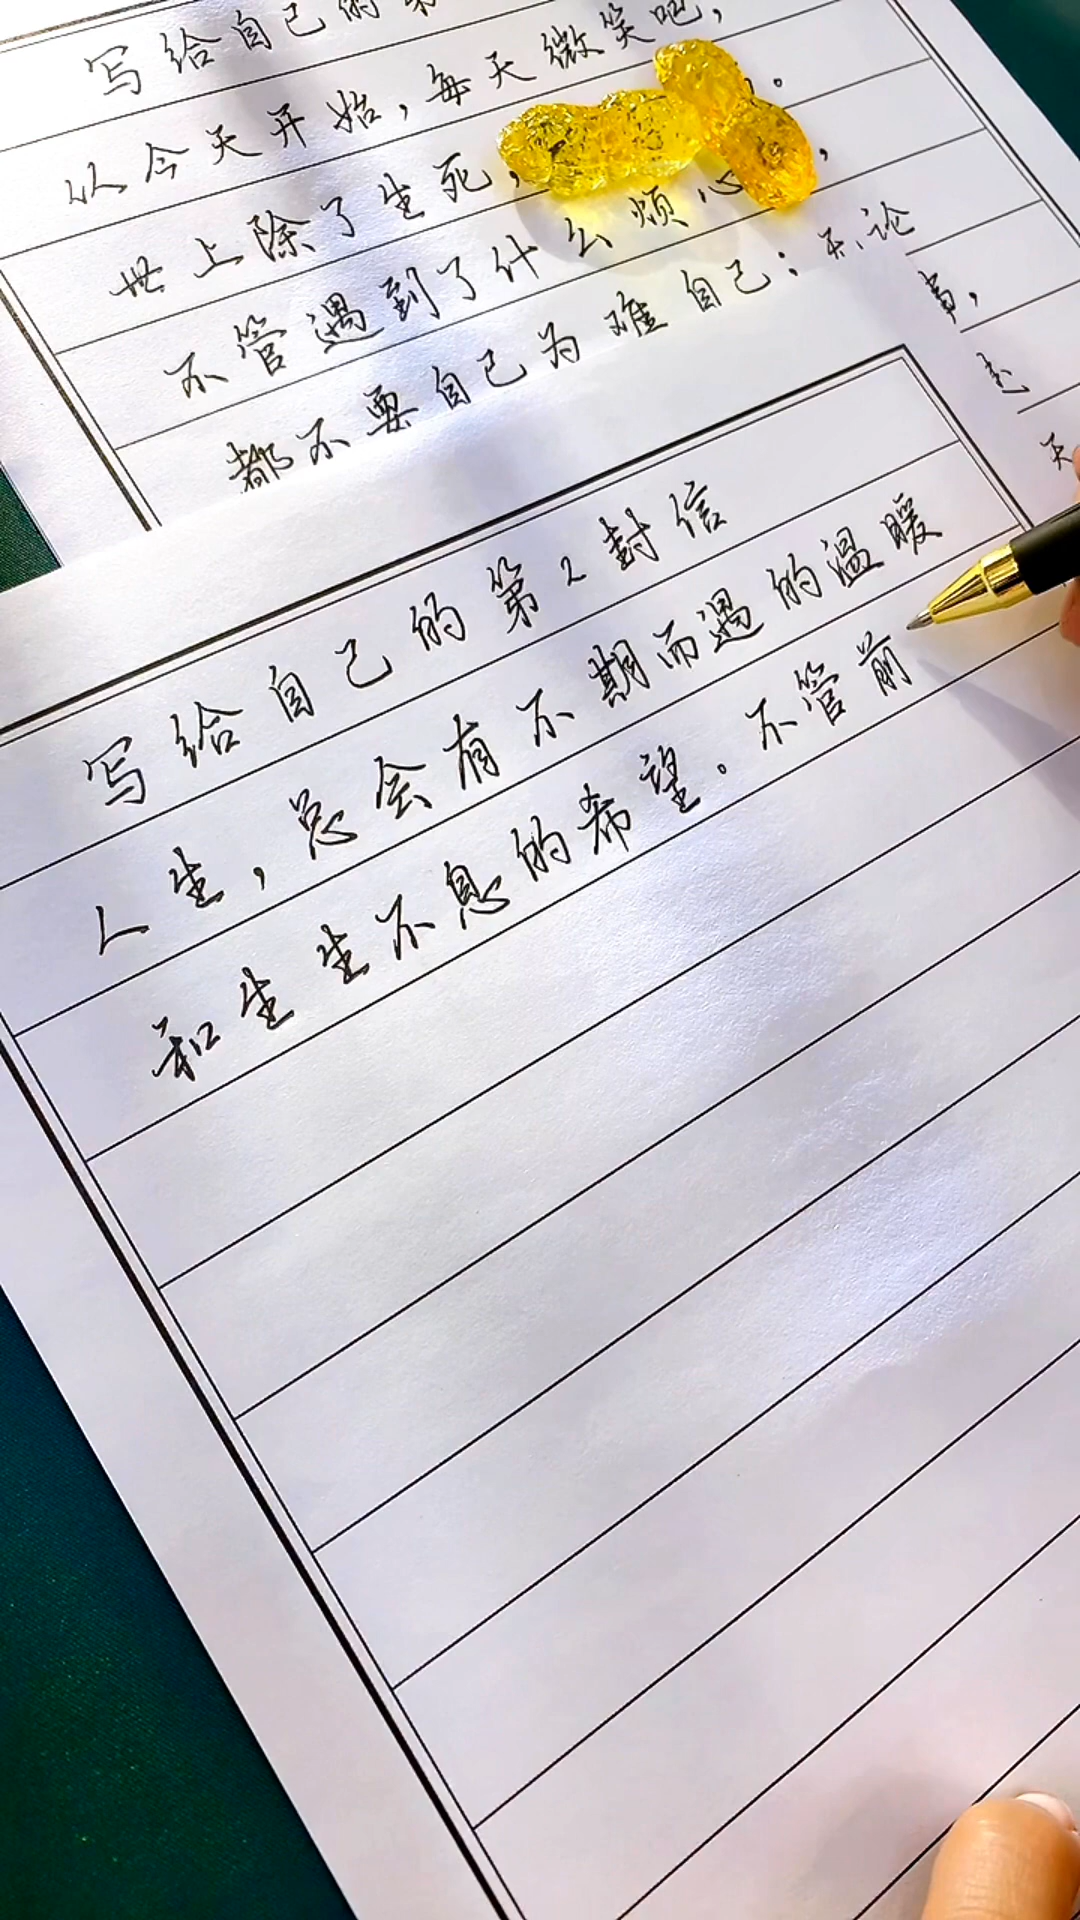 写给自己的第
从今天开始,每天微笑吧,
世上除了生死,
。
不管遇到了什么烦心
事,
都不要自己为难自己;无论
写给自己的第2封信
人生,总会有不期而遇的温暖
和生生不息的希望。不管前